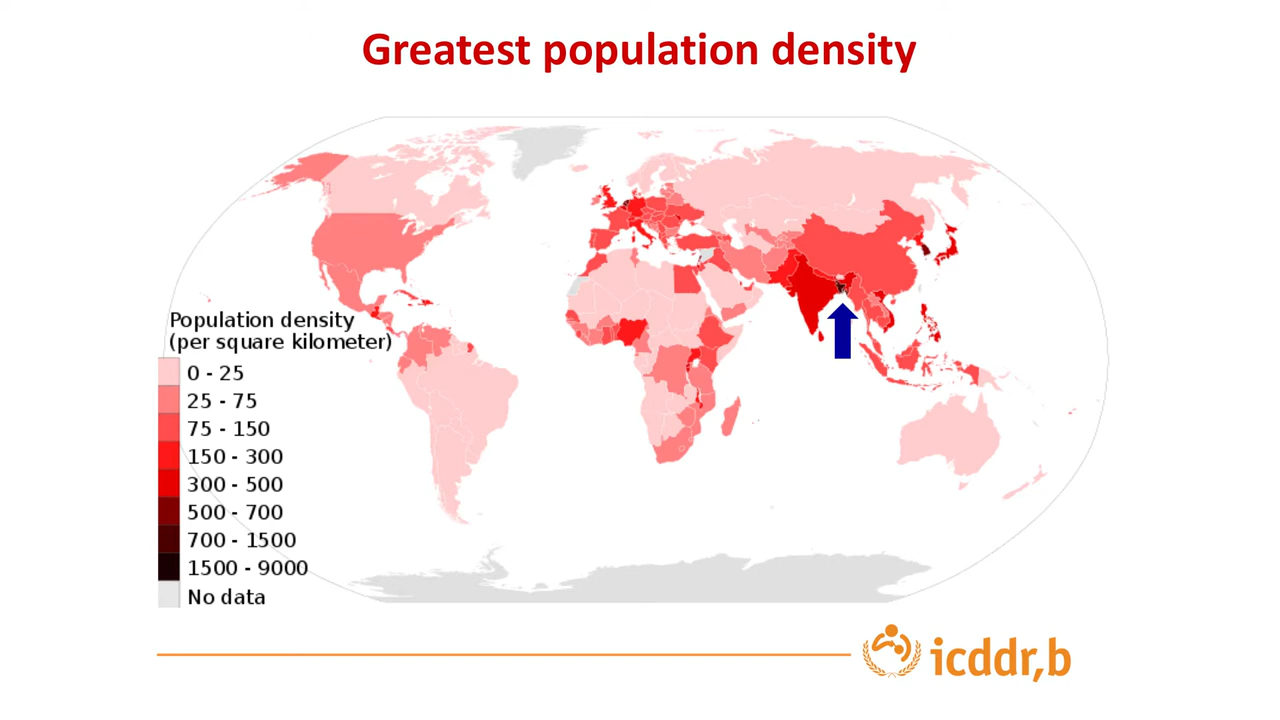 Greatest population density
Population density
(per square kilometer)
0 - 25
25 - 75
75 - 150
150 - 300
300 - 500
500 - 700
700 - 1500
1500 - 9000
No data
icddr,b